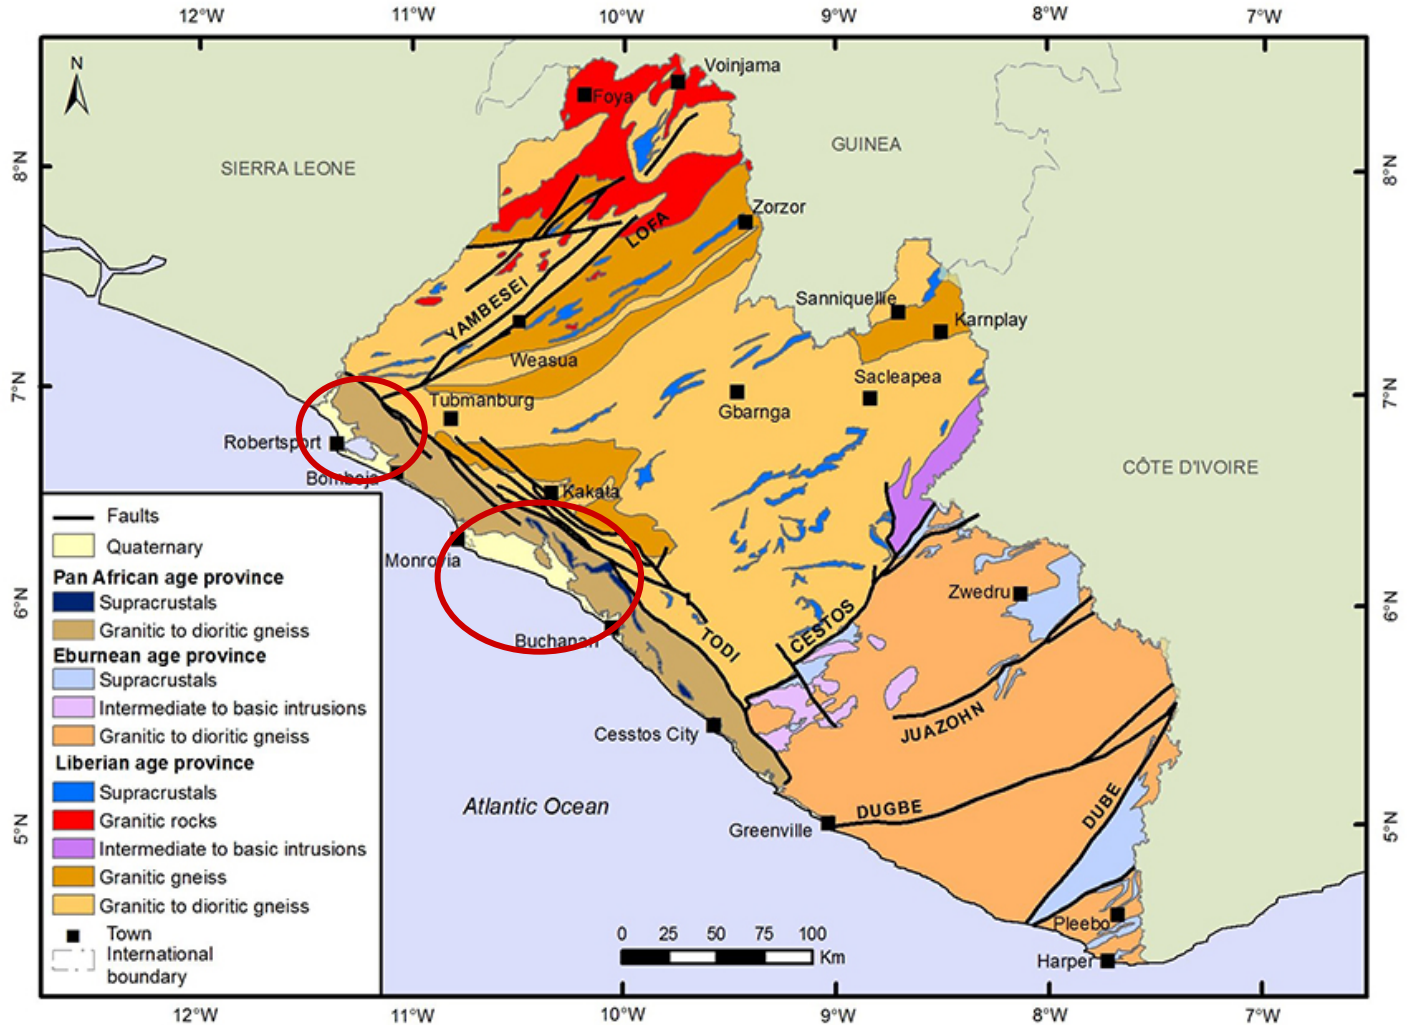 12°W 11°W 10°W 9°W 8°W 7°W
N
Voinjama
Foya
GUINEA
SIERRA LEONE
8°N 8°N
Zorzor
LOFA
YAMBESEI
Sanniquellie
Karnplay
Weasua
Sacleapea
7°N 7°N
Tubmanburg
Gbarnga
Robertsport
CÔTE D'IVOIRE
Bomboja
Kakata
Monrovia
6°N 6°N
Zwedru
CESTOS
Buchanan
TODI
JUAZOHN
Cesstos City
Atlantic Ocean
DUGBE
DUBE
Greenville
5°N 5°N
Pleebo
Harper
Faults
Quaternary
Pan African age province
Supracrustals
Granitic to dioritic gneiss
Eburnean age province
Supracrustals
Intermediate to basic intrusions
Granitic to dioritic gneiss
Liberian age province
Supracrustals
Granitic rocks
Intermediate to basic intrusions
Granitic gneiss
Granitic to dioritic gneiss
Town
International
boundary
0 25 50 75 100
Km
12°W 11°W 10°W 9°W 8°W 7°W